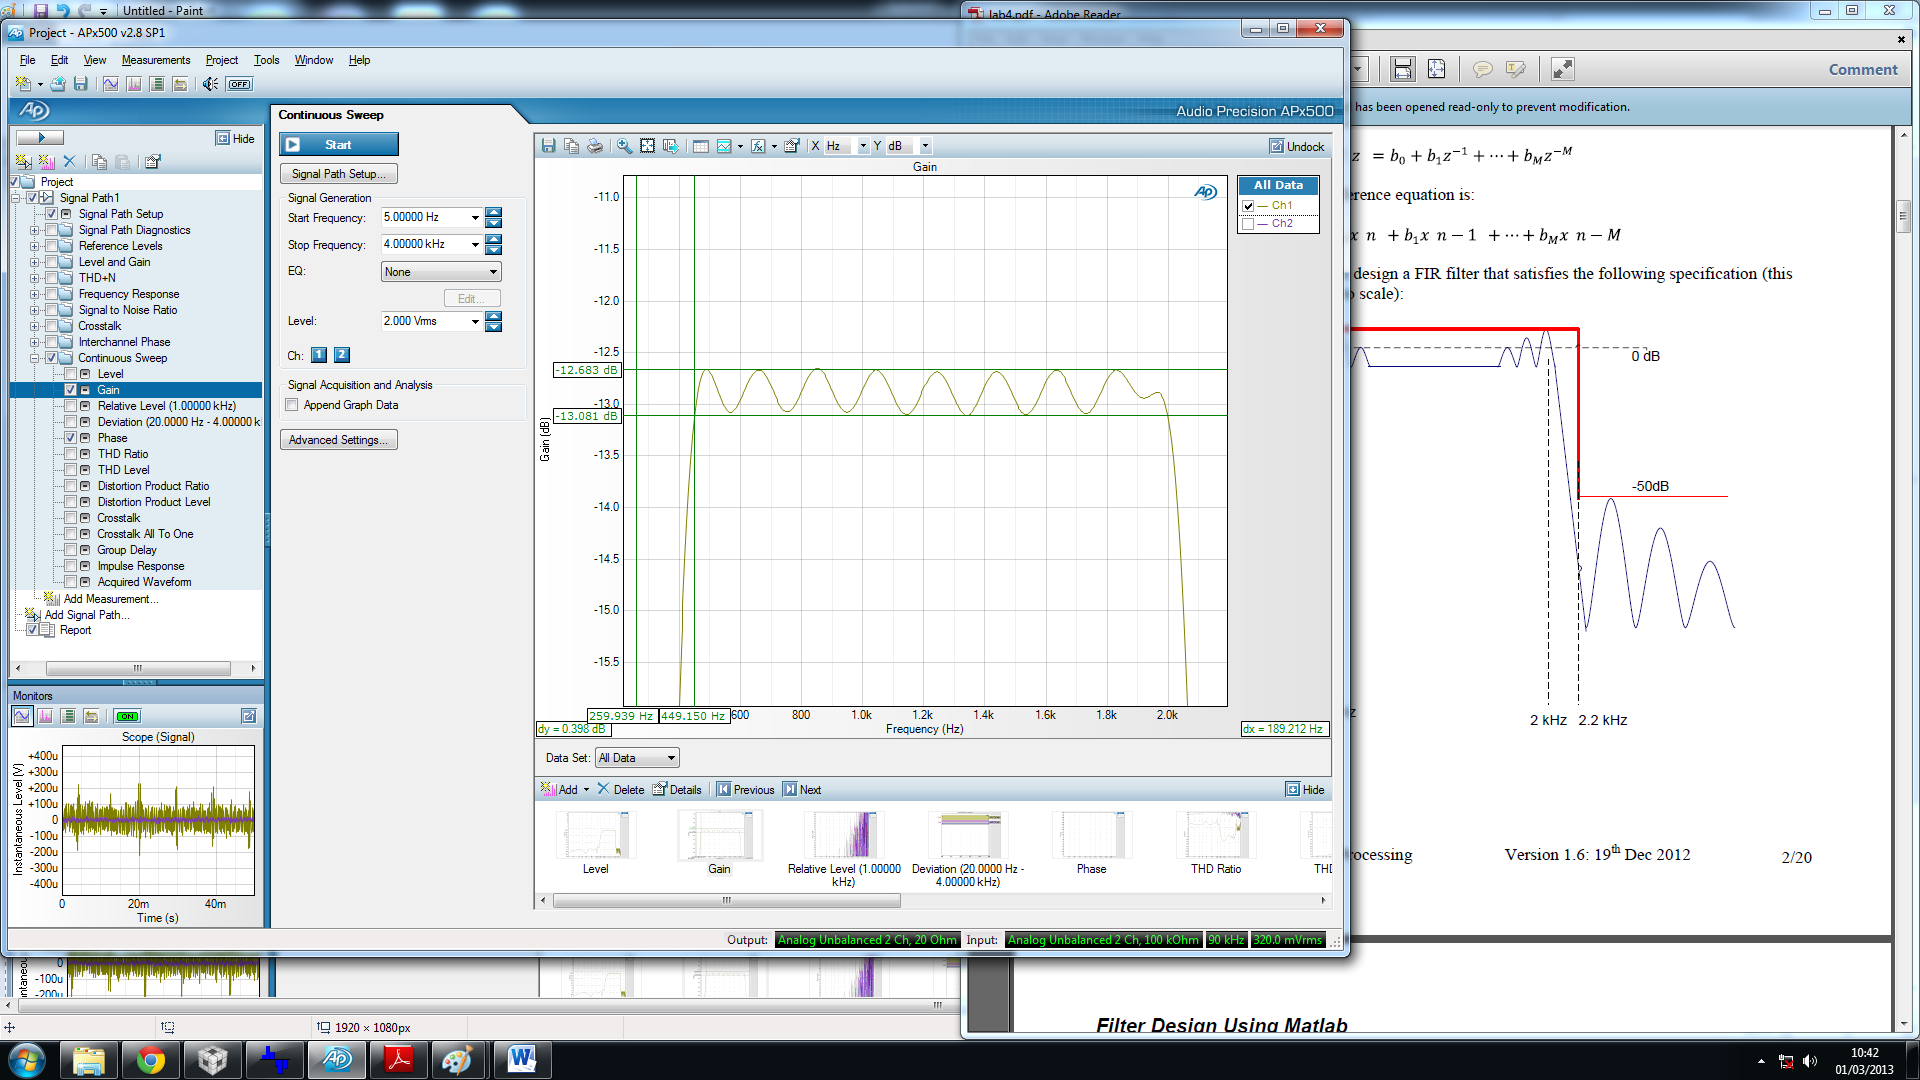 Untitled - Paint
lab4.pdf - Adobe Reader
Project - APx500 v2.8 SP1
File Edit View Measurements Project Tools Window Help
OFF
Comment
Audio Precision APx500
has been opened read-only to prevent modification.
Hide
Project
Signal Path1
Signal Path Setup
Signal Path Diagnostics
Reference Levels
Level and Gain
THD+N
Frequency Response
Signal to Noise Ratio
Crosstalk
Interchannel Phase
Continuous Sweep
Level
Gain
Relative Level (1.00000 kHz)
Deviation (20.0000 Hz - 4.00000 k
Phase
THD Ratio
THD Level
Distortion Product Ratio
Distortion Product Level
Crosstalk
Crosstalk All To One
Group Delay
Impulse Response
Acquired Waveform
Add Measurement...
Add Signal Path...
Report
Monitors
ON
Scope (Signal)
Instantaneous Level (V)
+400u
+300u
+200u
+100u
0
-100u
-200u
-300u
-400u
0 20m 40m
Time (s)
Continuous Sweep
Start
Signal Path Setup...
Signal Generation
Start Frequency: 5.00000 Hz
Stop Frequency: 4.00000 kHz
EQ: None
Edit...
Level: 2.000 Vrms
Ch: 1 2
Signal Acquisition and Analysis
Append Graph Data
Advanced Settings...
X Hz Y dB
Undock
Gain
Gain (dB)
-11.0
-11.5
-12.0
-12.5
-12.683 dB
-13.0
-13.081 dB
-13.5
-14.0
-14.5
-15.0
-15.5
259.939 Hz 449.150 Hz 600 800 1.0k 1.2k 1.4k 1.6k 1.8k 2.0k
dy = 0.398 dB Frequency (Hz) dx = 189.212 Hz
All Data
Ch1
Ch2
Data Set: All Data
Add Delete Details Previous Next Hide
Level
Gain
Relative Level (1.00000 kHz)
Deviation (20.0000 Hz - 4.00000 kHz)
Phase
THD Ratio
THD
Output: Analog Unbalanced 2 Ch, 20 Ohm Input: Analog Unbalanced 2 Ch, 100 kOhm 90 kHz 320.0 mVrms
z = b0 + b1z−1 + ⋯ + bMz−M
rence equation is:
x n + b1x n − 1 + ⋯ + bMx n − M
design a FIR filter that satisfies the following specification (this
scale):
0 dB
-50dB
2 kHz 2.2 kHz
z
rocessing Version 1.6: 19th Dec 2012 2/20
Filter Design Using Matlab
0
-100u
-200u
1920 × 1080px
10:42
01/03/2013